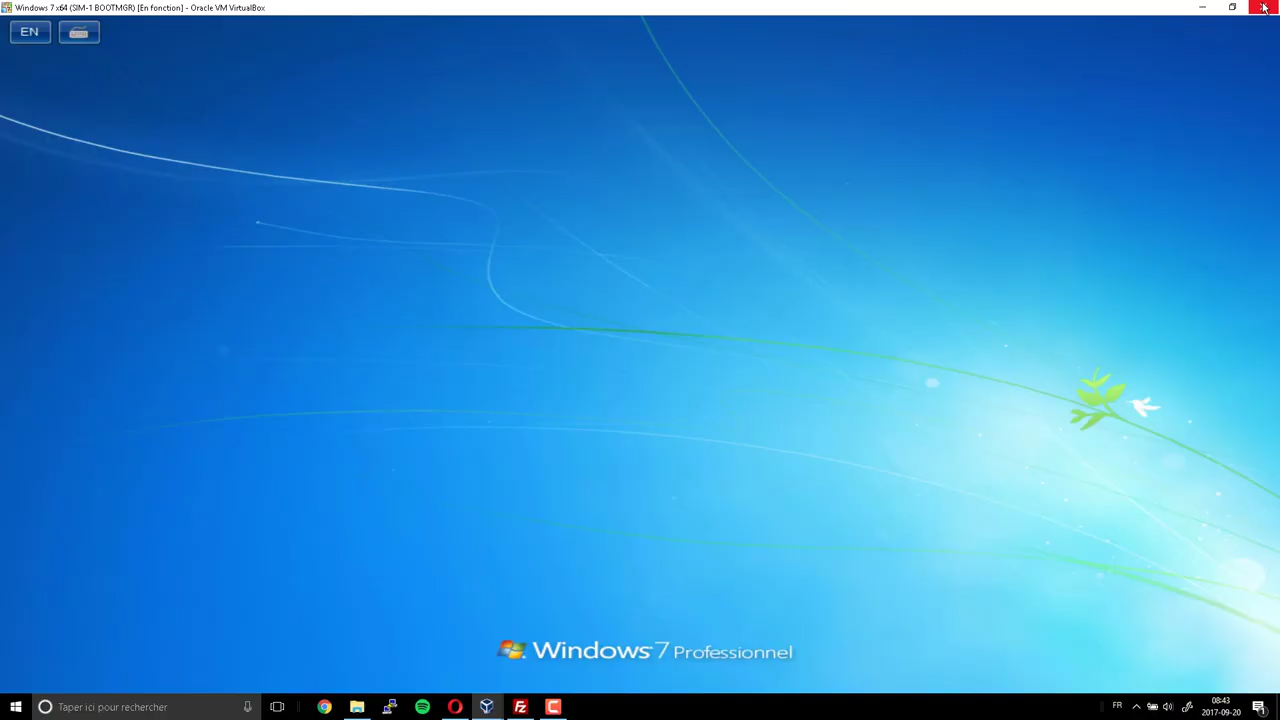 Windows 7 x64 (SIM-1 BOOTMGR) [En fonction] - Oracle VM VirtualBox
EN
Windows 7 Professionnel
Taper ici pour rechercher
FR
08:43
2017-09-20
1